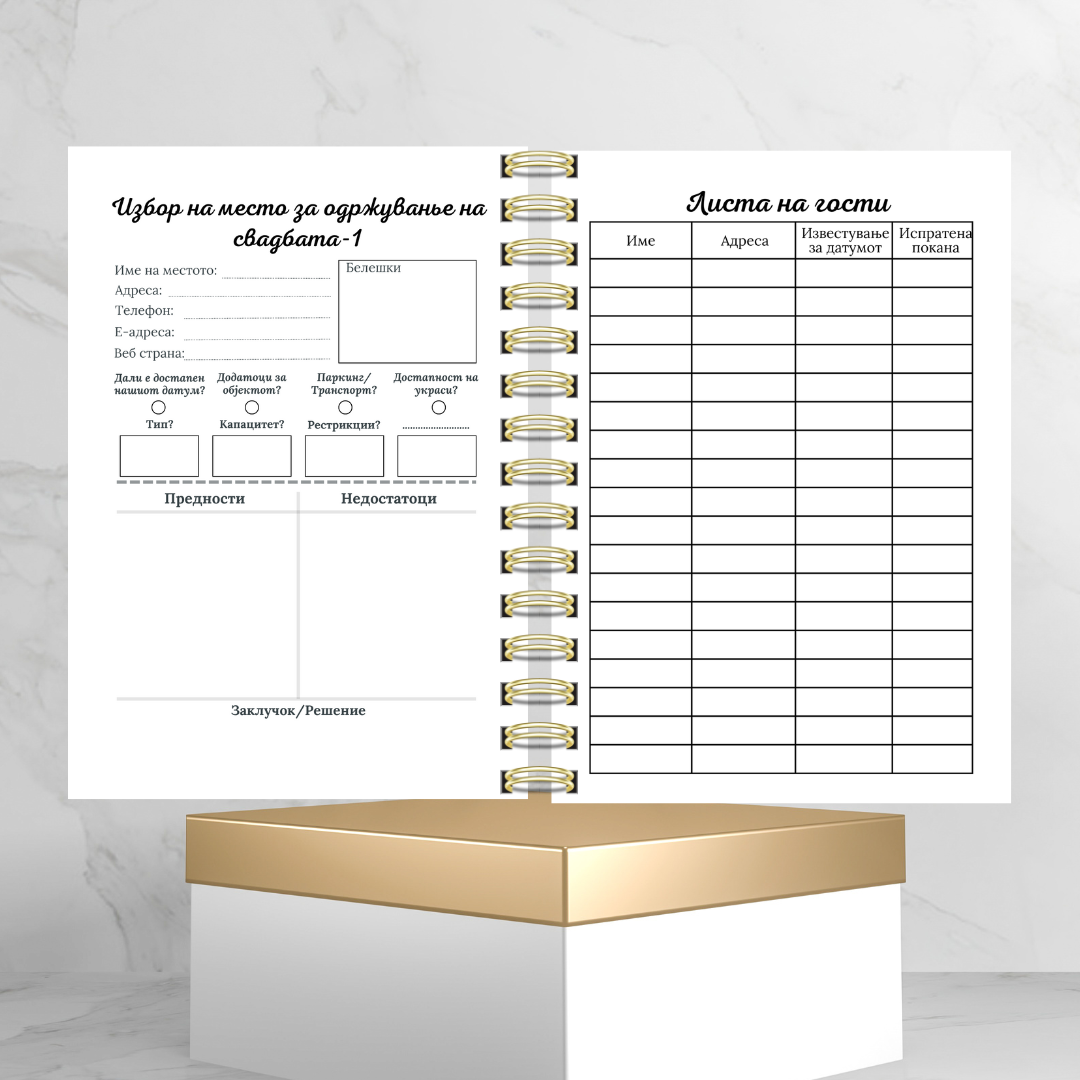 Избор на место за одржување на
свадбата-1
Име на местото:
Адреса:
Телефон:
Е-адреса:
Веб страна:
Белешки
Дали е достапен
нашиот датум?
Додатоци за
објектот?
Паркинг/
Транспорт?
Достапност на
украси?
Тип?
Капацитет?
Рестрикции?
Предности
Недостатоци
Заклучок/Решение
Листа на гости
Име
Адреса
Известување
за датумот
Испратена
покана